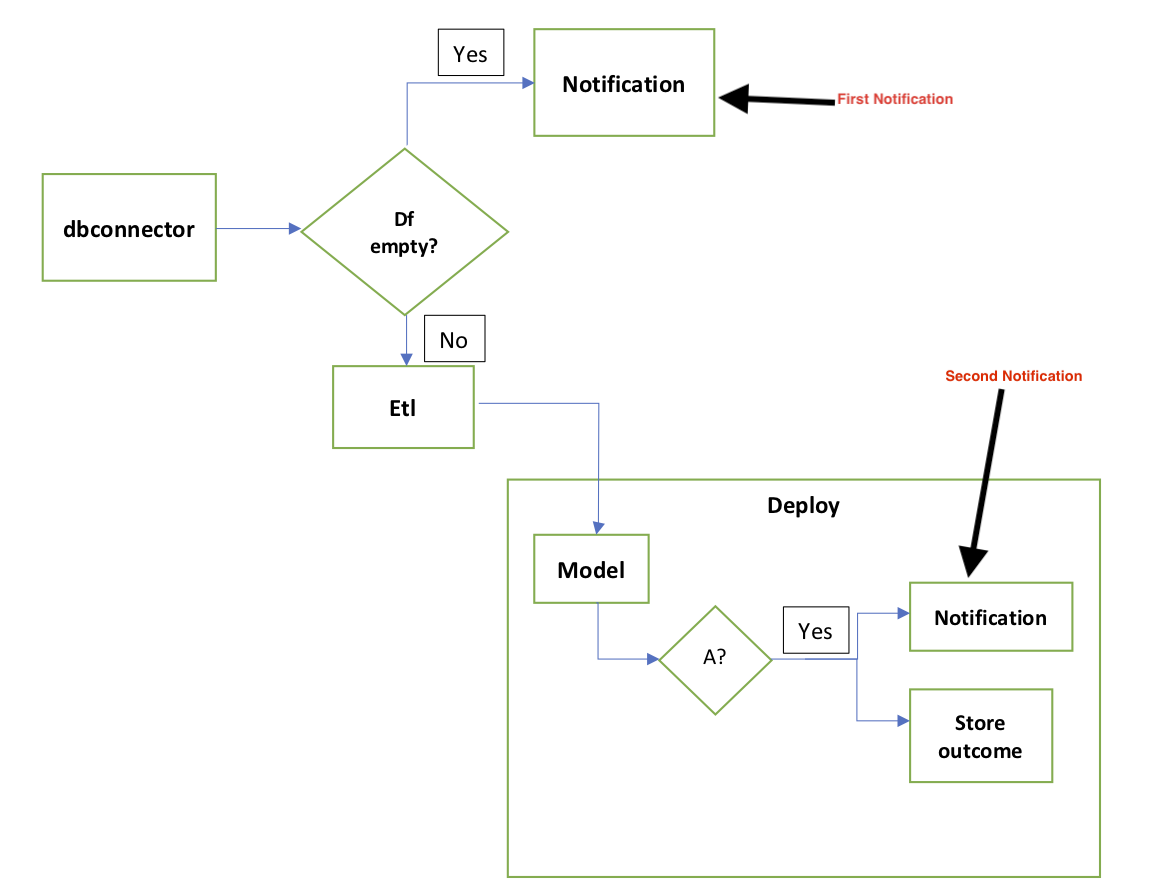 Yes
Notification
First Notification
dbconnector
Df
empty?
No
Etl
Second Notification
Deploy
Model
Notification
Yes
A?
Store
outcome